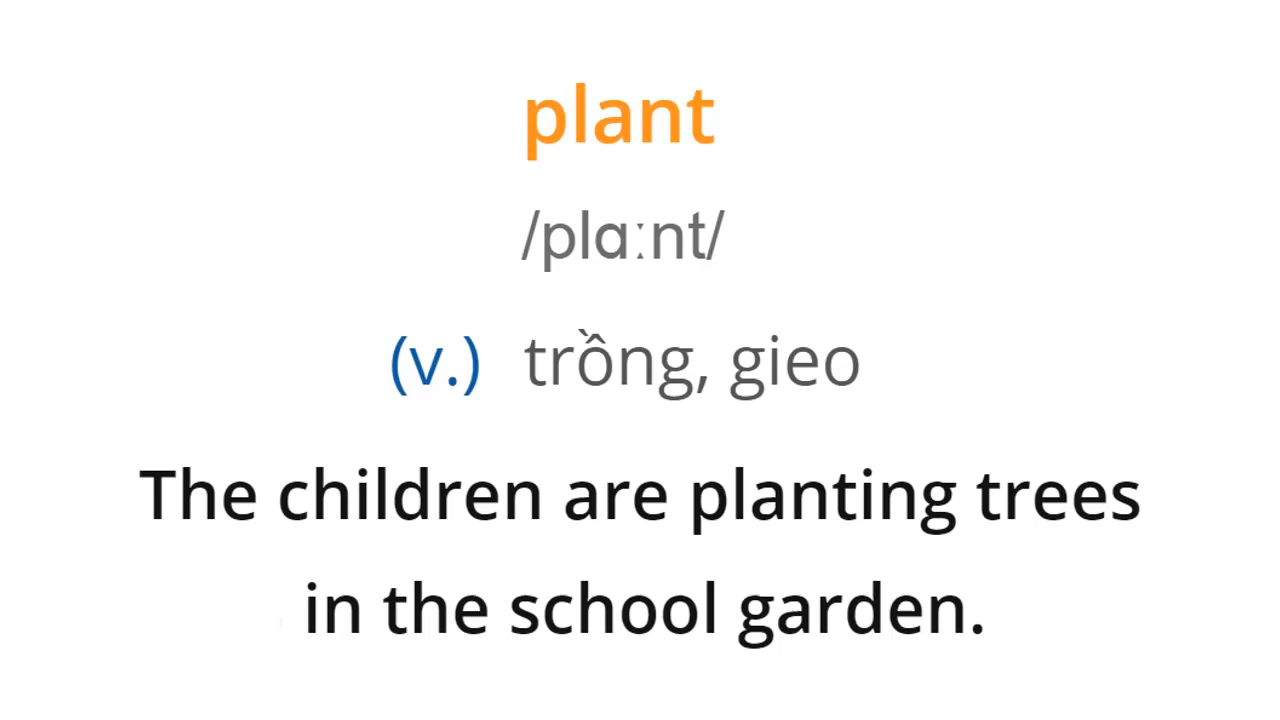 plant
/plɑːnt/
(v.) trồng, gieo
The children are planting trees
in the school garden.